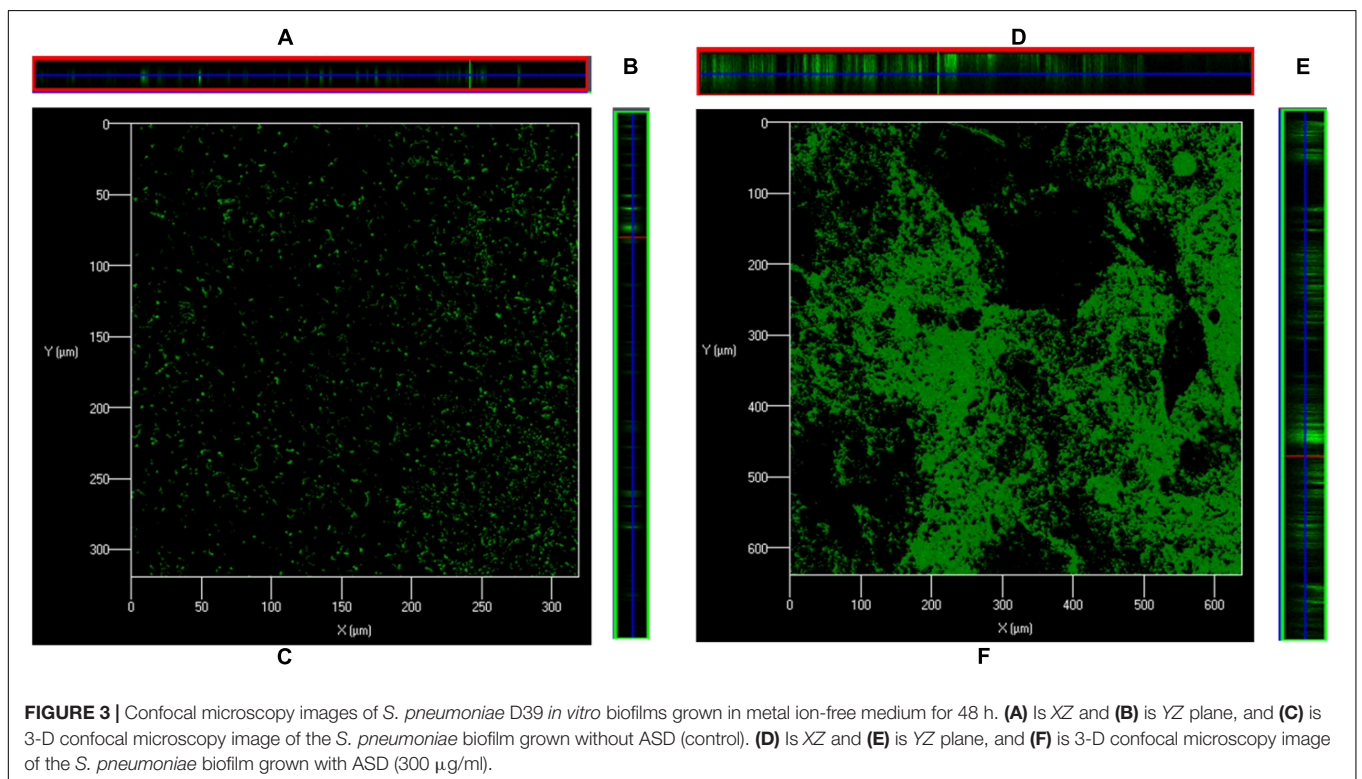 A
B
D
E
0
50
100
150
200
250
300
Y (µm)
0 50 100 150 200 250 300
X (µm)
C
0
100
200
300
400
500
600
Y (µm)
0 100 200 300 400 500 600
X (µm)
F
FIGURE 3 | Confocal microscopy images of S. pneumoniae D39 in vitro biofilms grown in metal ion-free medium for 48 h. (A) Is XZ and (B) is YZ plane, and (C) is
3-D confocal microscopy image of the S. pneumoniae biofilm grown without ASD (control). (D) Is XZ and (E) is YZ plane, and (F) is 3-D confocal microscopy image
of the S. pneumoniae biofilm grown with ASD (300 µg/ml).